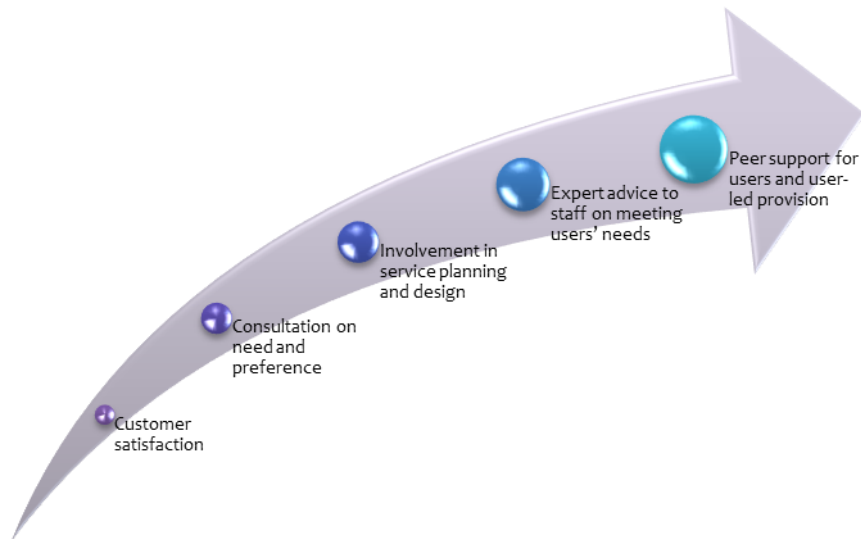 Peer support for
users and user-
led provision
Expert advice to
staff on meeting
users’ needs
Involvement in
service planning
and design
Consultation on
need and
preference
Customer
satisfaction